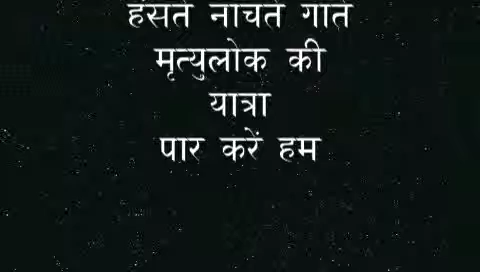 हंसते नाचते गाते
मृत्युलोक की
यात्रा
पार करें हम